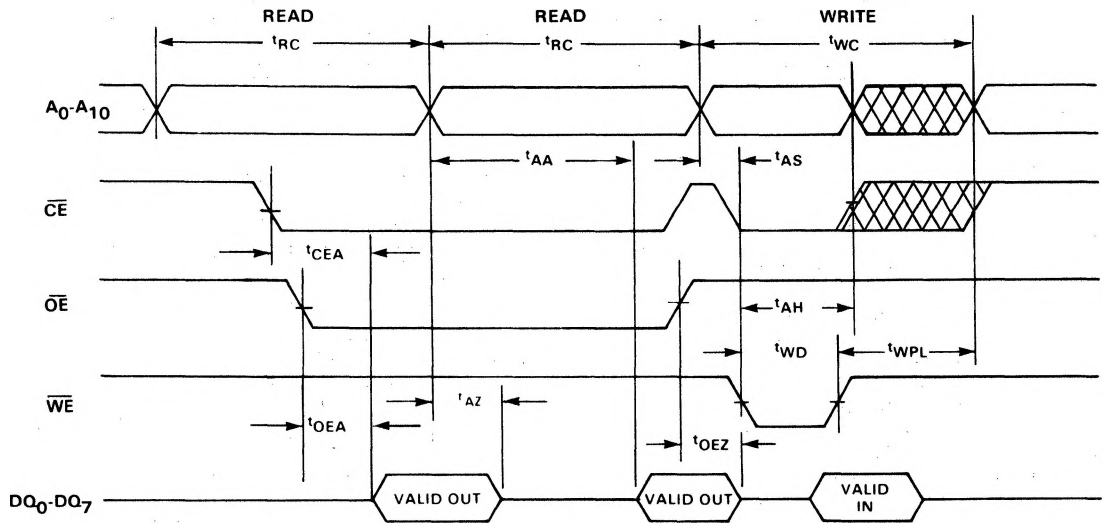 READ READ WRITE
tRC tRC tWC
A0-A10
tAA tAS
CE
tCEA
OE
tAH
tWD tWPL
WE
tAZ
tOEA tOEZ
DQ0-DQ7 VALID OUT VALID OUT VALID IN